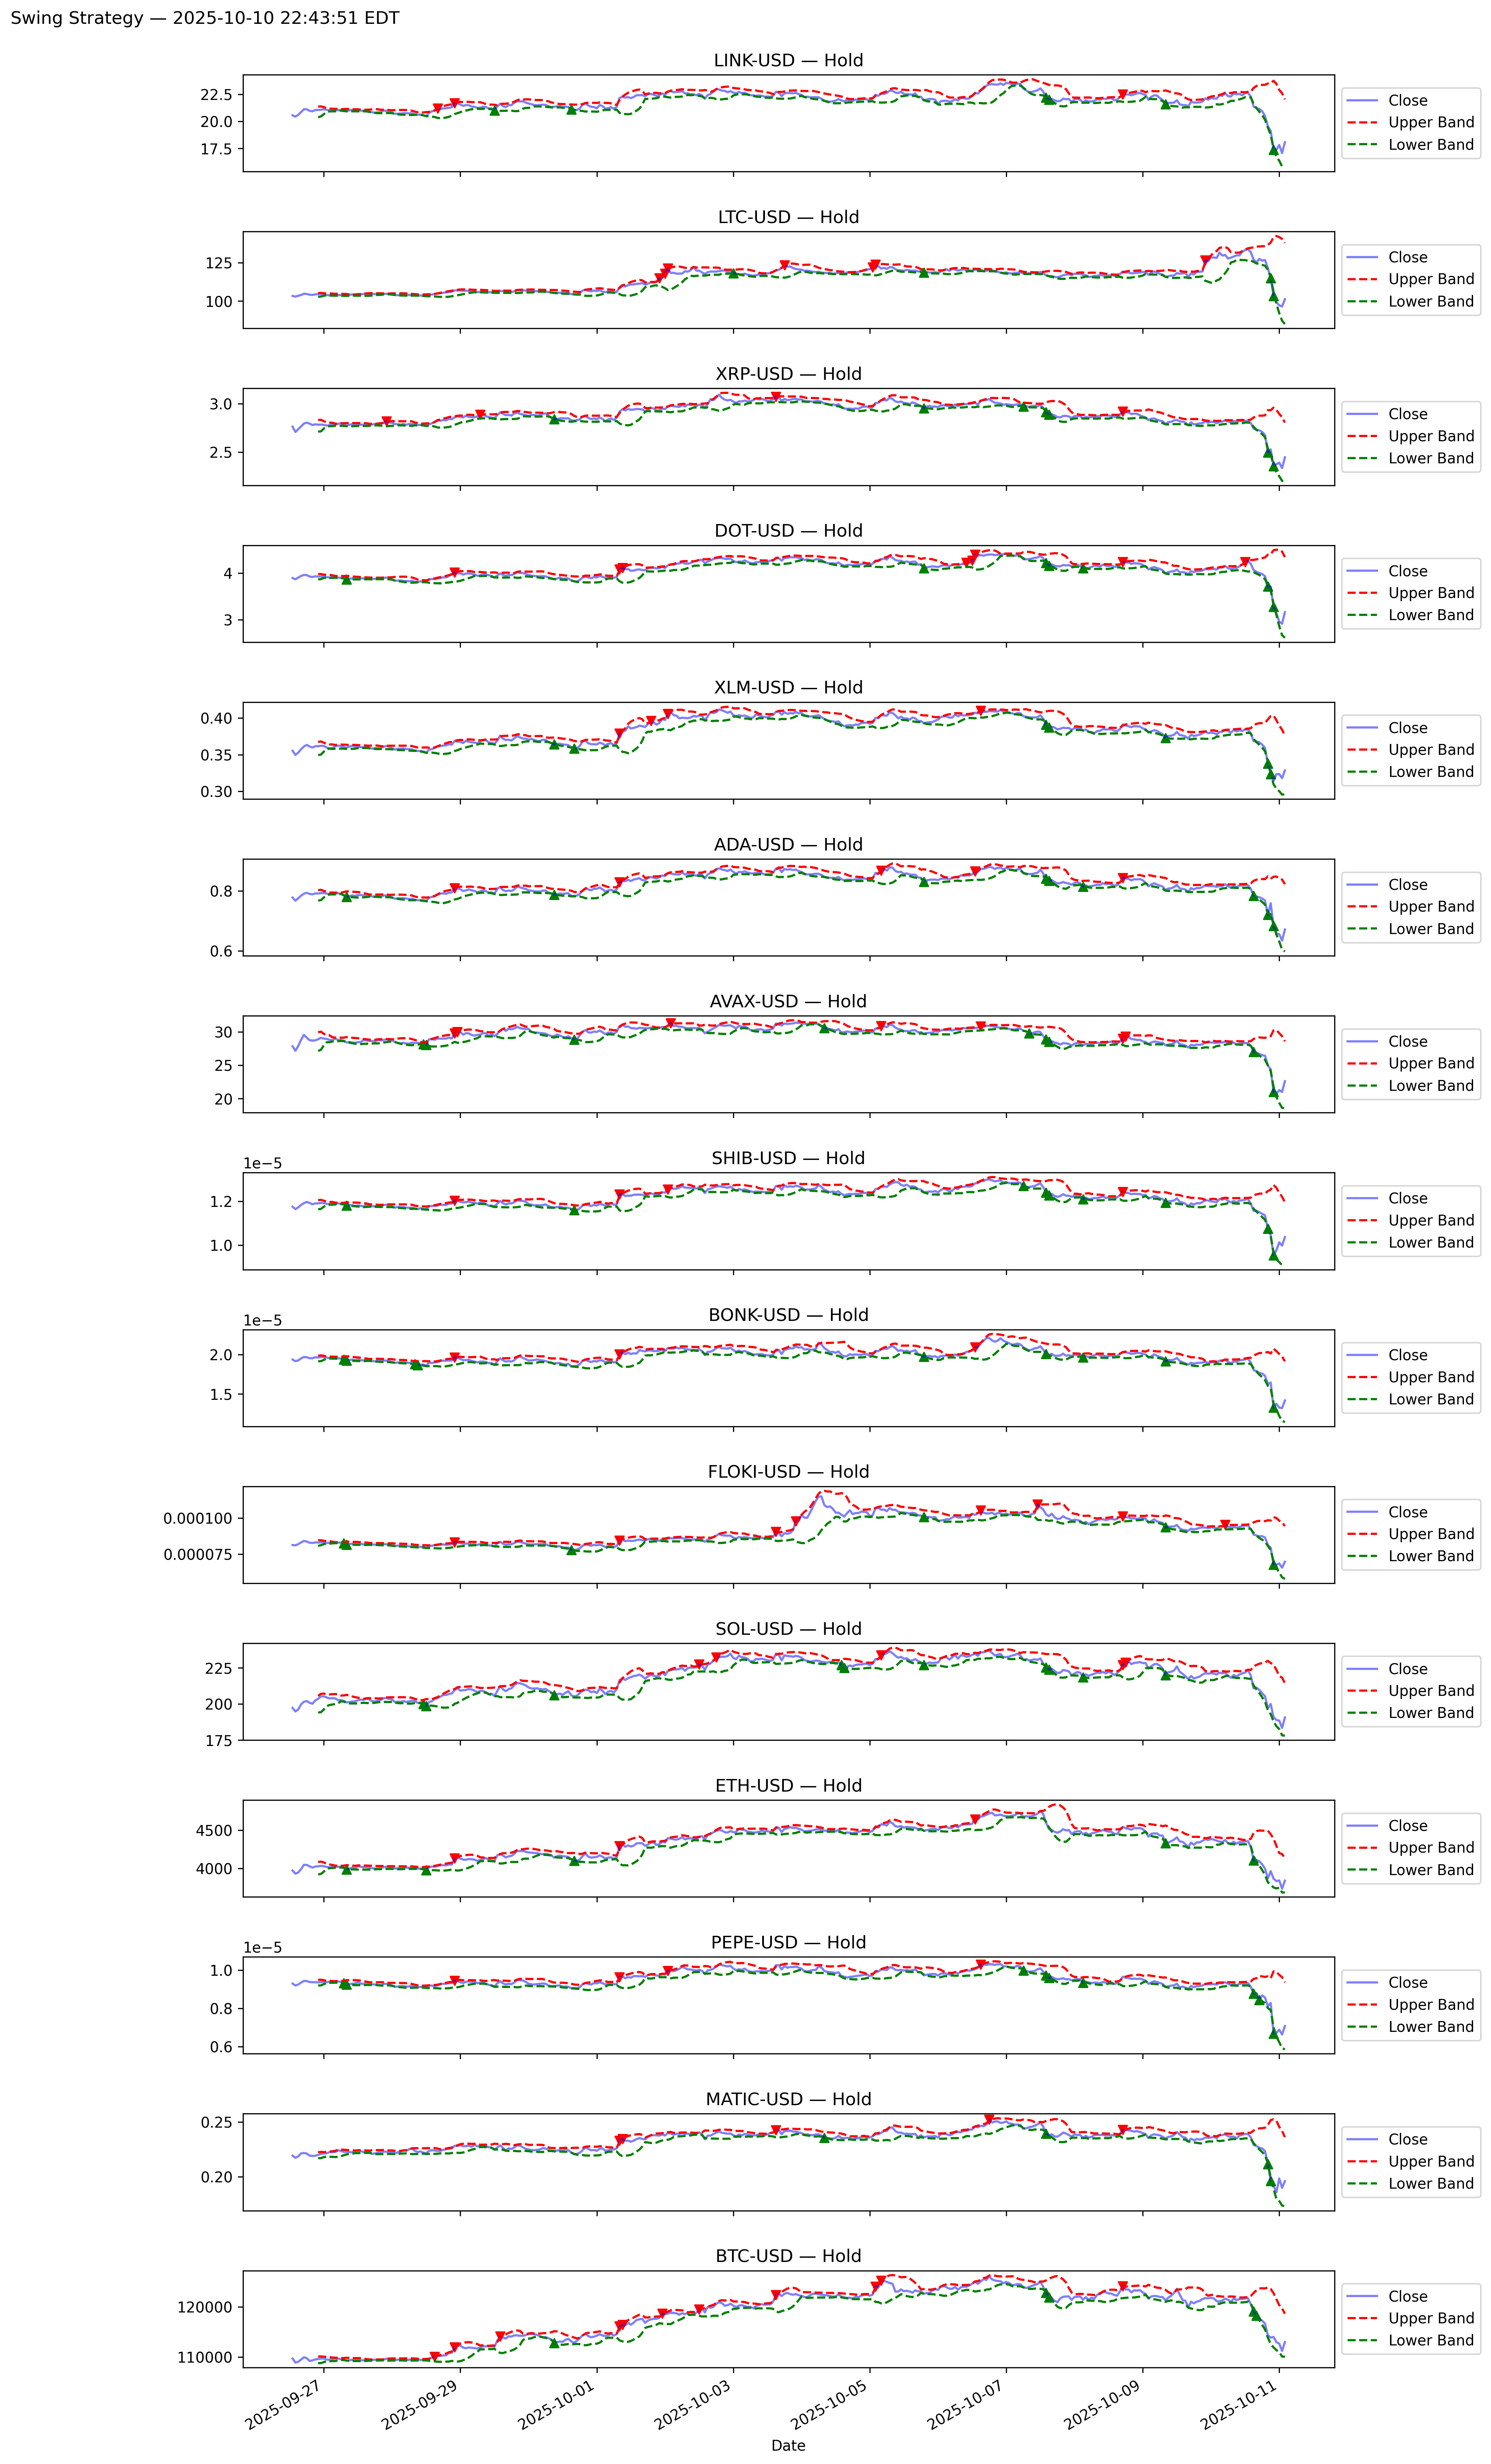 Swing Strategy — 2025-10-10 22:43:51 EDT
LINK-USD — Hold
22.5
20.0
17.5
Close
Upper Band
Lower Band
LTC-USD — Hold
125
100
Close
Upper Band
Lower Band
XRP-USD — Hold
3.0
2.5
Close
Upper Band
Lower Band
DOT-USD — Hold
4
3
Close
Upper Band
Lower Band
XLM-USD — Hold
0.40
0.35
0.30
Close
Upper Band
Lower Band
ADA-USD — Hold
0.8
0.6
Close
Upper Band
Lower Band
AVAX-USD — Hold
30
25
20
Close
Upper Band
Lower Band
SHIB-USD — Hold
1e−5
1.2
1.0
Close
Upper Band
Lower Band
BONK-USD — Hold
1e−5
2.0
1.5
Close
Upper Band
Lower Band
FLOKI-USD — Hold
0.000100
0.000075
Close
Upper Band
Lower Band
SOL-USD — Hold
225
200
175
Close
Upper Band
Lower Band
ETH-USD — Hold
4500
4000
Close
Upper Band
Lower Band
PEPE-USD — Hold
1e−5
1.0
0.8
0.6
Close
Upper Band
Lower Band
MATIC-USD — Hold
0.25
0.20
Close
Upper Band
Lower Band
BTC-USD — Hold
120000
110000
Close
Upper Band
Lower Band
2025-09-27
2025-09-29
2025-10-01
2025-10-03
2025-10-05
2025-10-07
2025-10-09
2025-10-11
Date